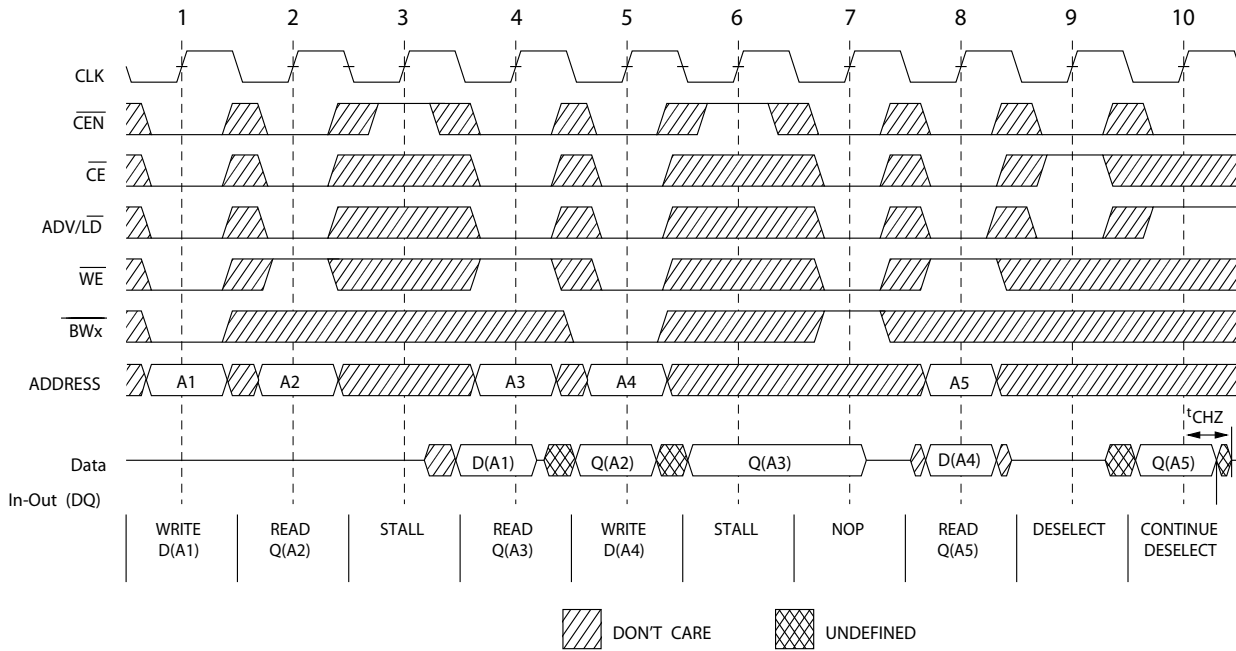 1 2 3 4 5 6 7 8 9 10
CLK
CEN
CE
ADV/LD
WE
BWx
ADDRESS A1 A2 A3 A4 A5
tCHZ
Data D(A1) Q(A2) Q(A3) D(A4) Q(A5)
In-Out (DQ)
WRITE READ STALL READ WRITE STALL NOP READ DESELECT CONTINUE
D(A1) Q(A2) Q(A3) D(A4) Q(A5) DESELECT
DON'T CARE UNDEFINED